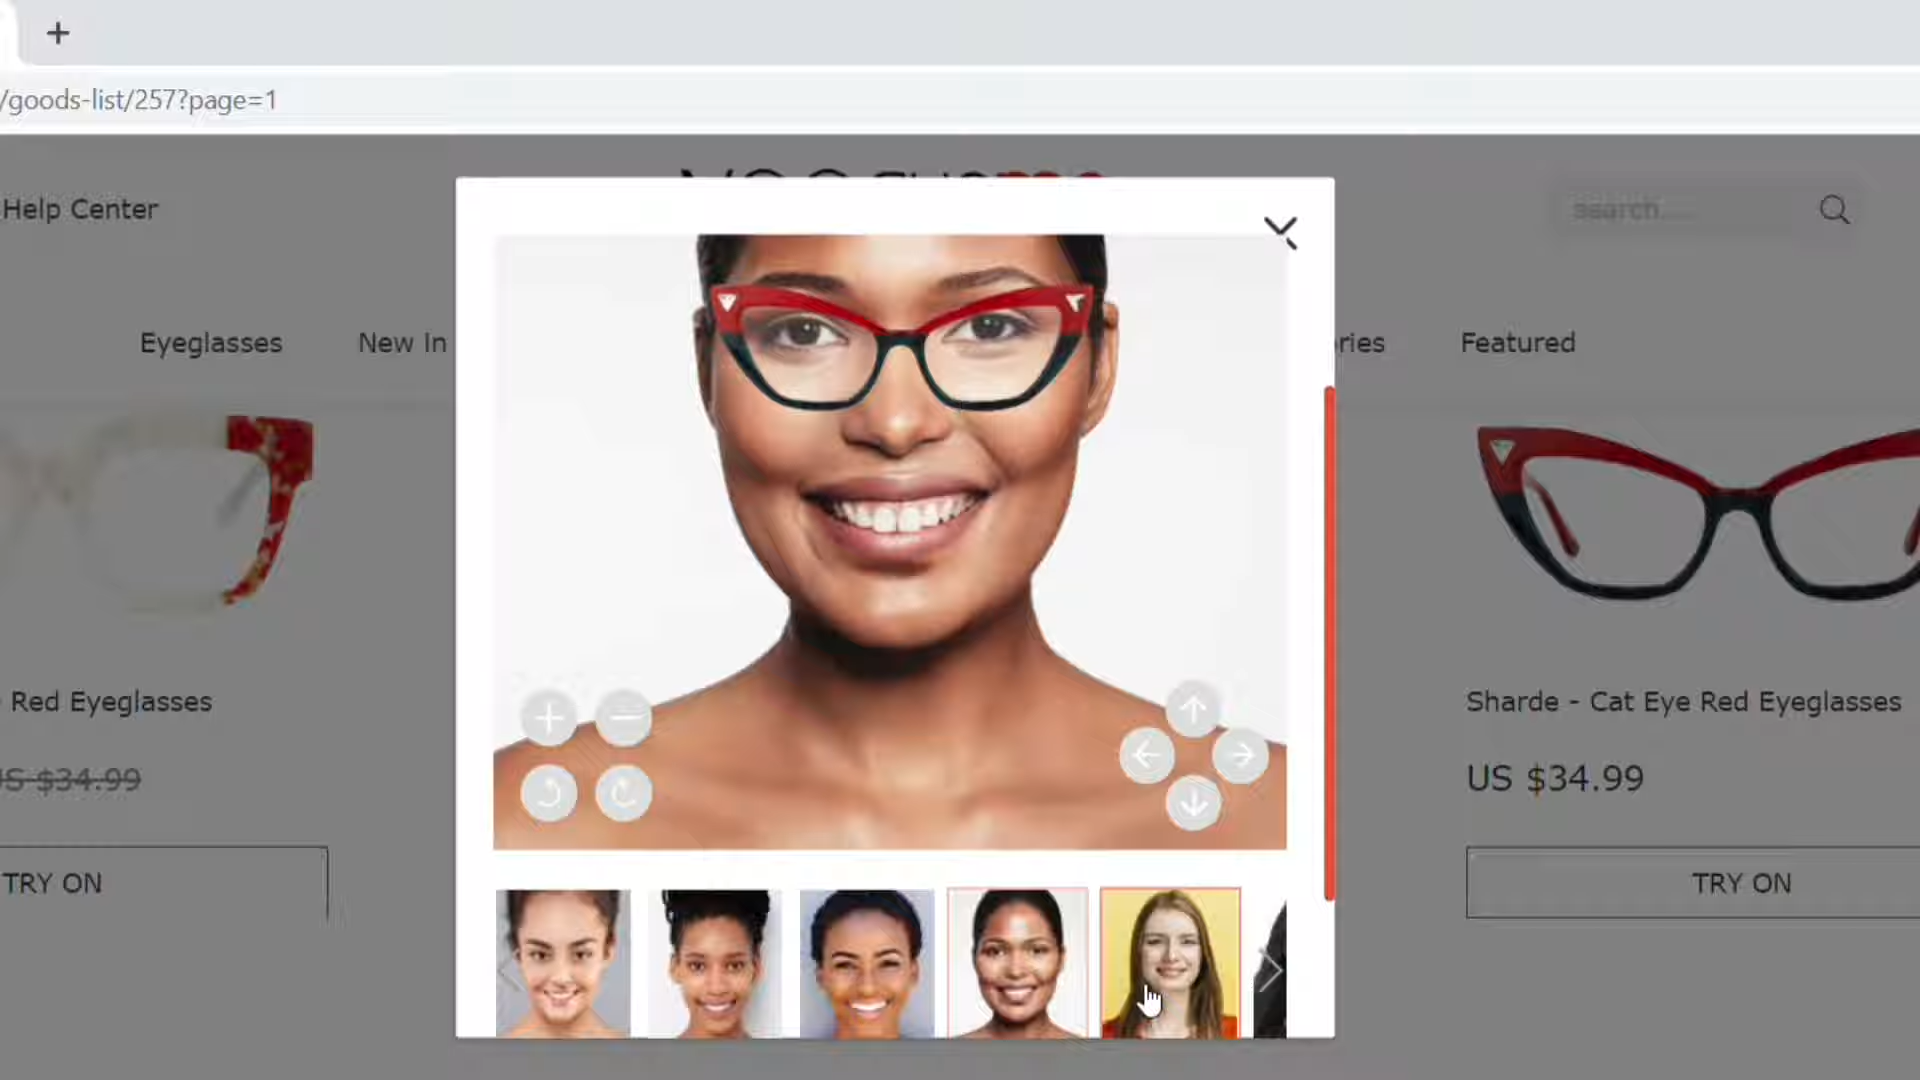 /goods-list/257?page=1
Help Center
search.....
Eyeglasses
New In
ries
Featured
Red Eyeglasses
Sharde - Cat Eye Red Eyeglasses
US $34.99
US $34.99
TRY ON
TRY ON